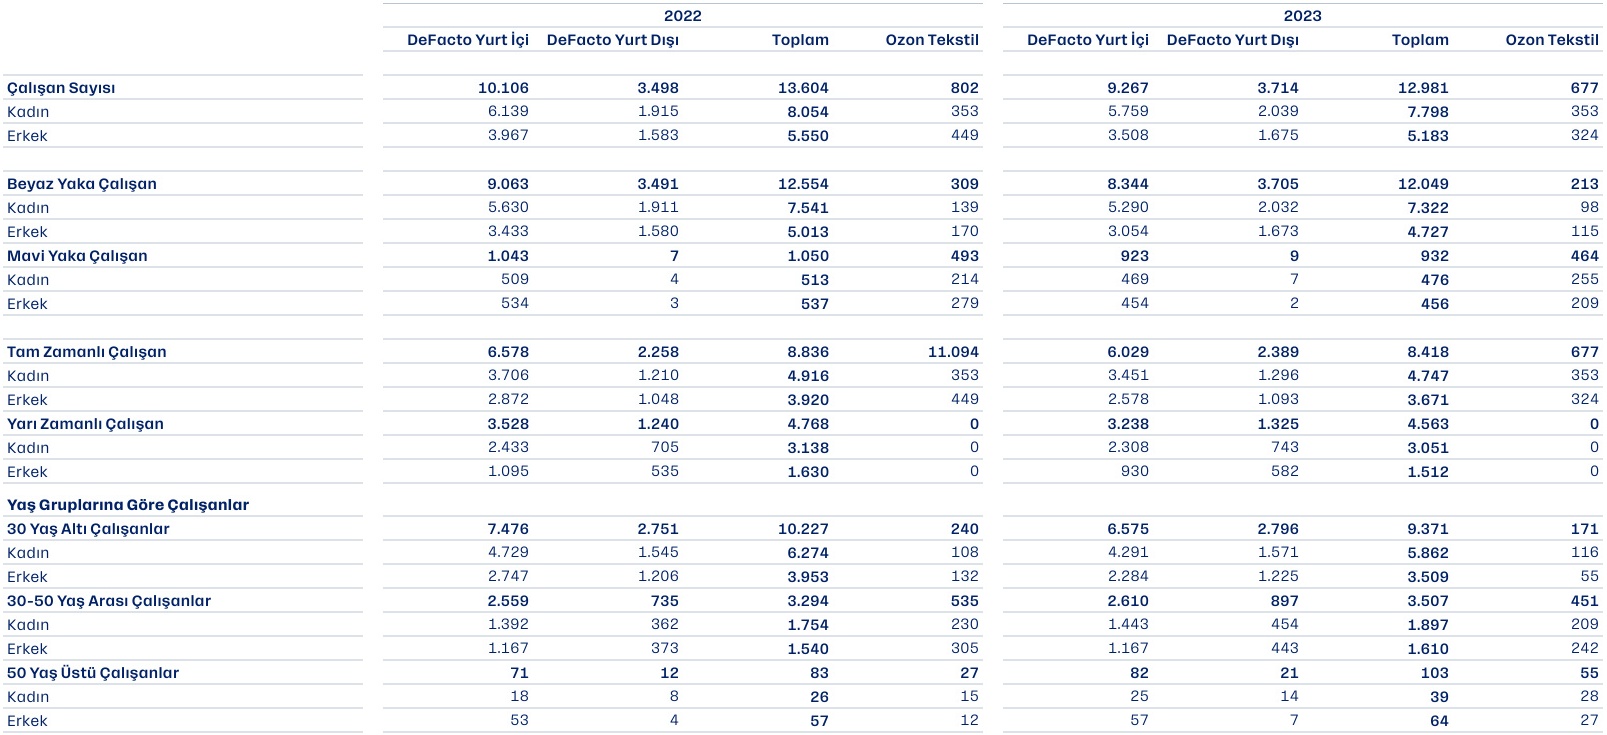 2022 2023
DeFacto Yurt İçi DeFacto Yurt Dışı Toplam Ozon Tekstil DeFacto Yurt İçi DeFacto Yurt Dışı Toplam Ozon Tekstil
Çalışan Sayısı 10.106 3.498 13.604 802 9.267 3.714 12.981 677
Kadın 6.139 1.915 8.054 353 5.759 2.039 7.798 353
Erkek 3.967 1.583 5.550 449 3.508 1.675 5.183 324
Beyaz Yaka Çalışan 9.063 3.491 12.554 309 8.344 3.705 12.049 213
Kadın 5.630 1.911 7.541 139 5.290 2.032 7.322 98
Erkek 3.433 1.580 5.013 170 3.054 1.673 4.727 115
Mavi Yaka Çalışan 1.043 7 1.050 493 923 9 932 464
Kadın 509 4 513 214 469 7 476 255
Erkek 534 3 537 279 454 2 456 209
Tam Zamanlı Çalışan 6.578 2.258 8.836 11.094 6.029 2.389 8.418 677
Kadın 3.706 1.210 4.916 353 3.451 1.296 4.747 353
Erkek 2.872 1.048 3.920 449 2.578 1.093 3.671 324
Yarı Zamanlı Çalışan 3.528 1.240 4.768 0 3.238 1.325 4.563 0
Kadın 2.433 705 3.138 0 2.308 743 3.051 0
Erkek 1.095 535 1.630 0 930 582 1.512 0
Yaş Gruplarına Göre Çalışanlar
30 Yaş Altı Çalışanlar 7.476 2.751 10.227 240 6.575 2.796 9.371 171
Kadın 4.729 1.545 6.274 108 4.291 1.571 5.862 116
Erkek 2.747 1.206 3.953 132 2.284 1.225 3.509 55
30-50 Yaş Arası Çalışanlar 2.559 735 3.294 535 2.610 897 3.507 451
Kadın 1.392 362 1.754 230 1.443 454 1.897 209
Erkek 1.167 373 1.540 305 1.167 443 1.610 242
50 Yaş Üstü Çalışanlar 71 12 83 27 82 21 103 55
Kadın 18 8 26 15 25 14 39 28
Erkek 53 4 57 12 57 7 64 27